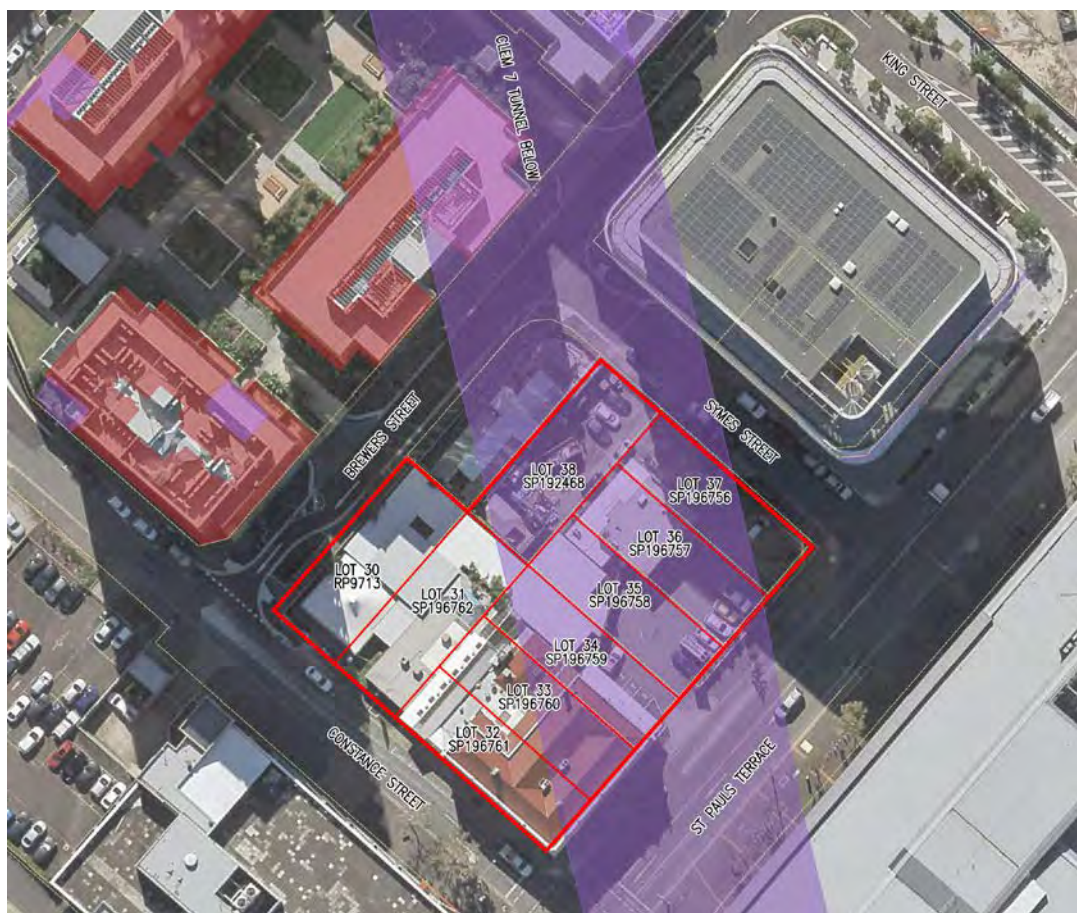 CLEM 7 TUNNEL BELOW
KING STREET
BREWERS STREET
SYMES STREET
LOT 38
SP192468
LOT 37
SP196756
LOT 36
SP196757
LOT 30
RP9713
LOT 31
SP196762
LOT 35
SP196758
LOT 34
SP196759
LOT 33
SP196760
LOT 32
SP196761
CONSTANCE STREET
ST PAULS TERRACE